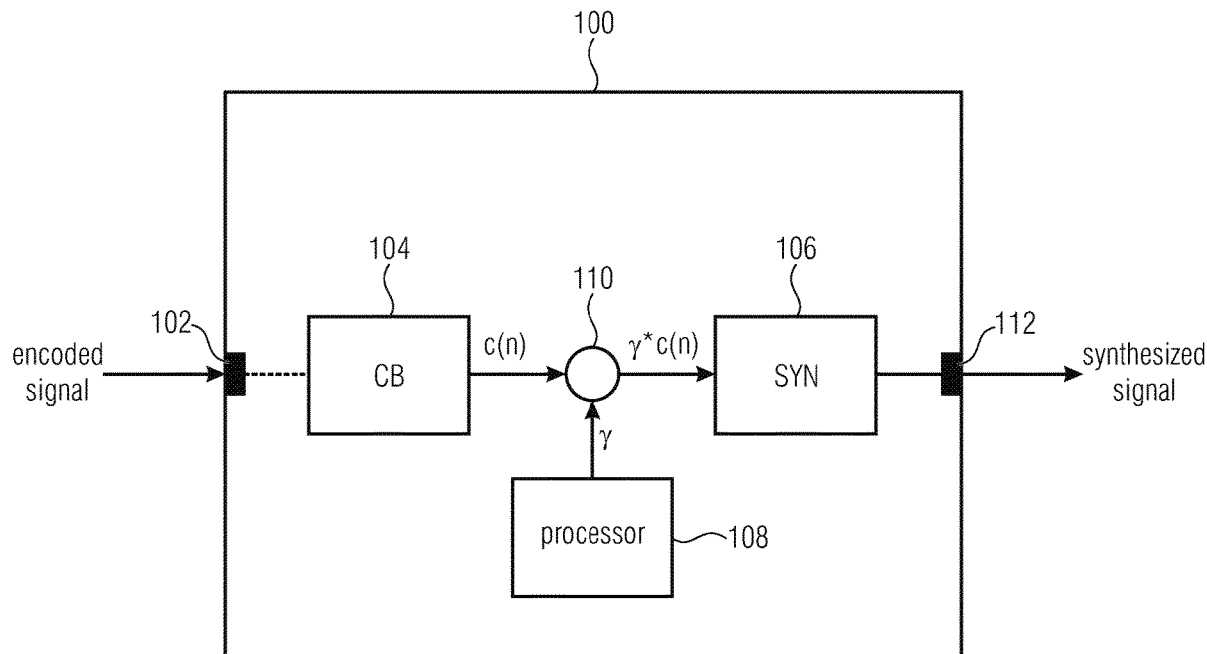 100
104
106
110
102
112
encoded
signal
CB
c(n)
γ* c(n)
SYN
synthesized
signal
γ
processor
108